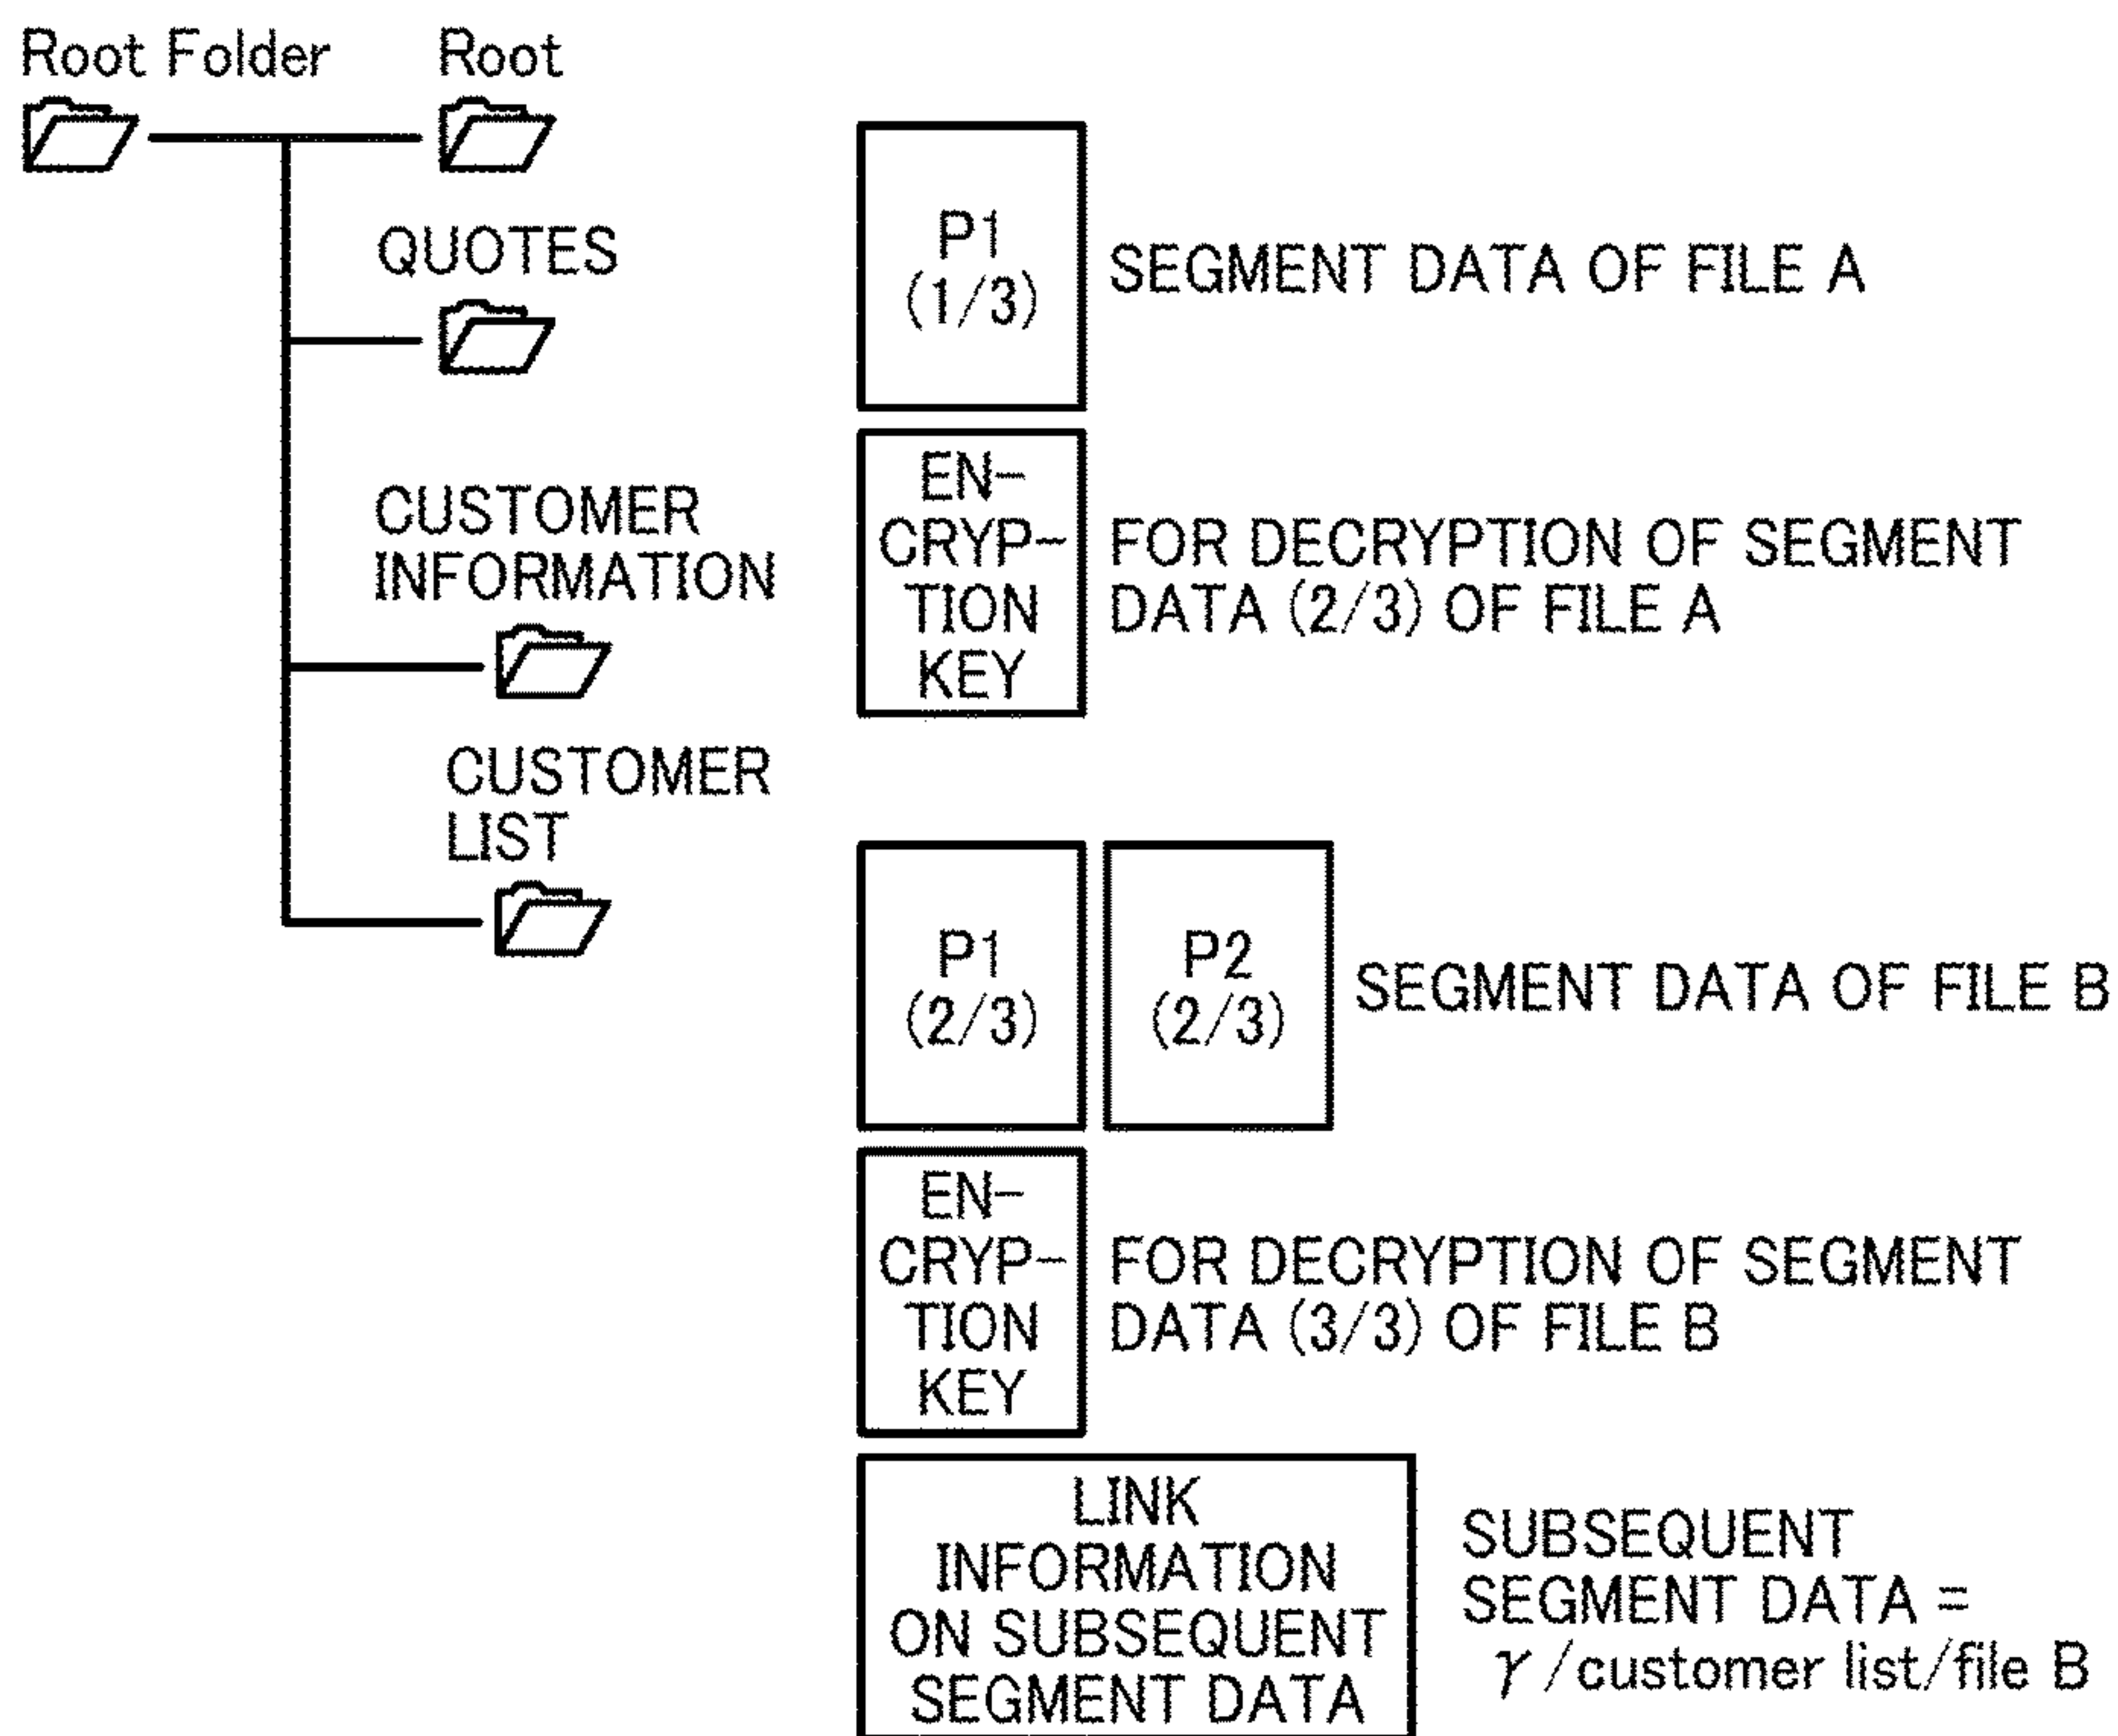 Root Folder
Root
QUOTES
CUSTOMER
INFORMATION
CUSTOMER
LIST
P1
(1/3)
SEGMENT DATA OF FILE A
EN-
CRYP-
TION
KEY
FOR DECRYPTION OF SEGMENT
DATA (2/3) OF FILE A
P1
(2/3)
P2
(2/3)
SEGMENT DATA OF FILE B
EN-
CRYP-
TION
KEY
FOR DECRYPTION OF SEGMENT
DATA (3/3) OF FILE B
LINK
INFORMATION
ON SUBSEQUENT
SEGMENT DATA
SUBSEQUENT
SEGMENT DATA =
γ /customer list/file B